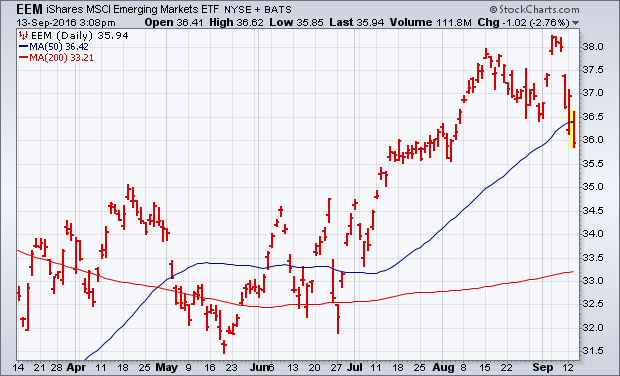 EEM iShares MSCI Emerging Markets ETF NYSE + BATS © StockCharts.com
13-Sep-2016 3:08pm Open 36.41 High 36.62 Low 35.85 Last 35.94 Volume 111.8M Chg -1.02 (-2.76%)
EEM (Daily) 35.94
MA(50) 36.42
MA(200) 33.21
38.0
37.5
37.0
36.5
36.0
35.5
35.0
34.5
34.0
33.5
33.0
32.5
32.0
31.5
14 21 28 Apr 11 18 25 May 9 16 23 Jun 6 13 20 27 Jul 11 18 25 Aug 8 15 22 Sep 12